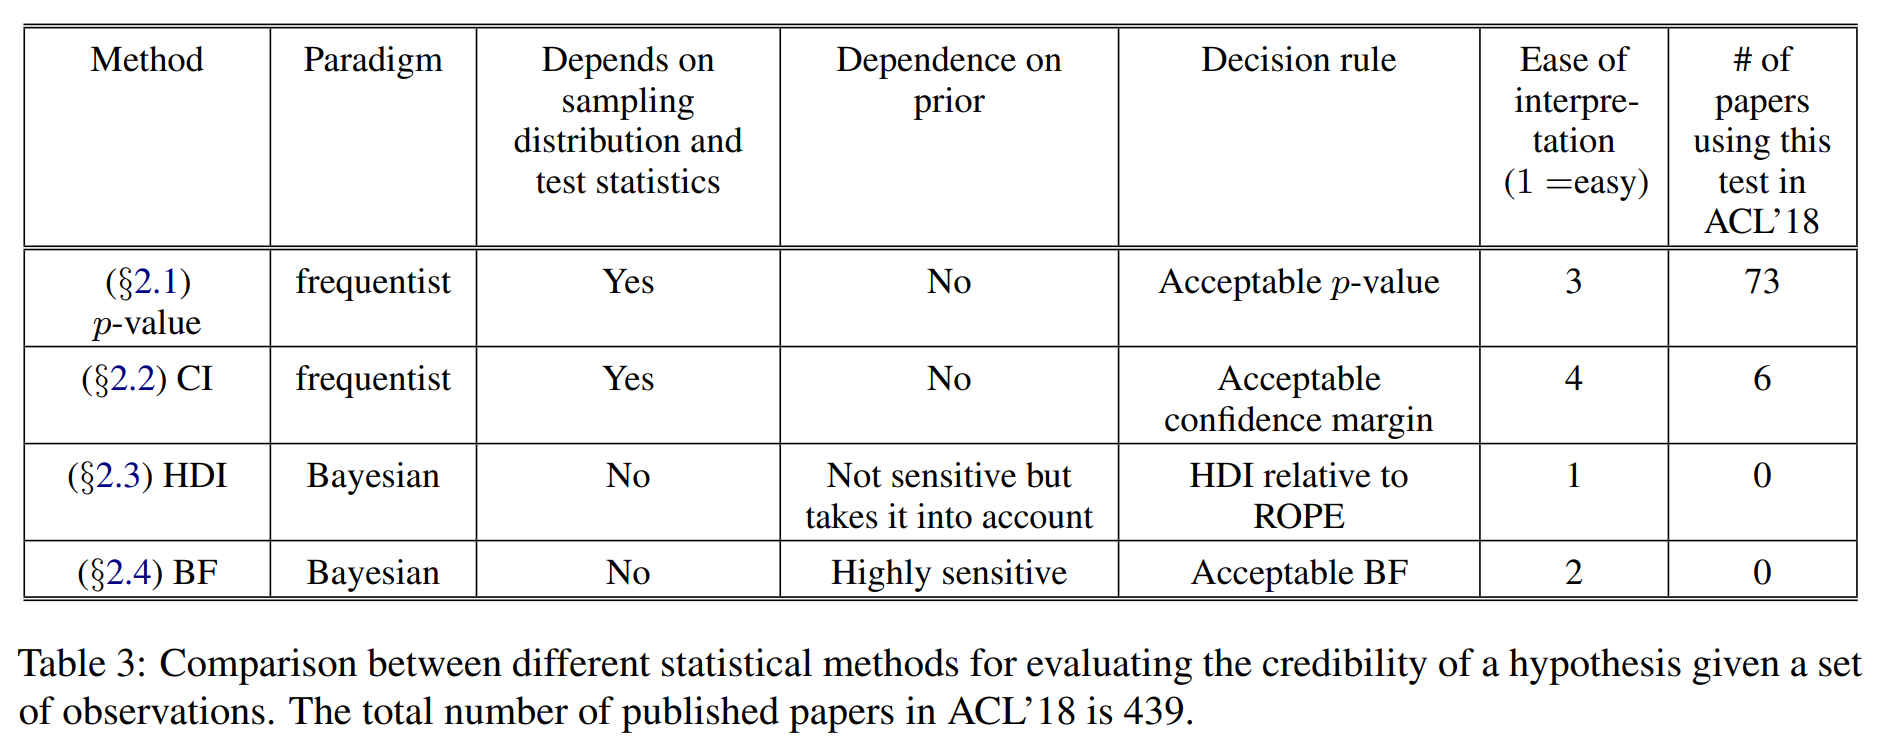 Method Paradigm Depends on sampling distribution and test statistics Dependence on prior Decision rule Ease of interpre-tation (1 =easy) # of papers using this test in ACL'18
(§2.1) p-value frequentist Yes No Acceptable p-value 3 73
(§2.2) CI frequentist Yes No Acceptable confidence margin 4 6
(§2.3) HDI Bayesian No Not sensitive but takes it into account HDI relative to ROPE 1 0
(§2.4) BF Bayesian No Highly sensitive Acceptable BF 2 0
Table 3: Comparison between different statistical methods for evaluating the credibility of a hypothesis given a set
of observations. The total number of published papers in ACL'18 is 439.